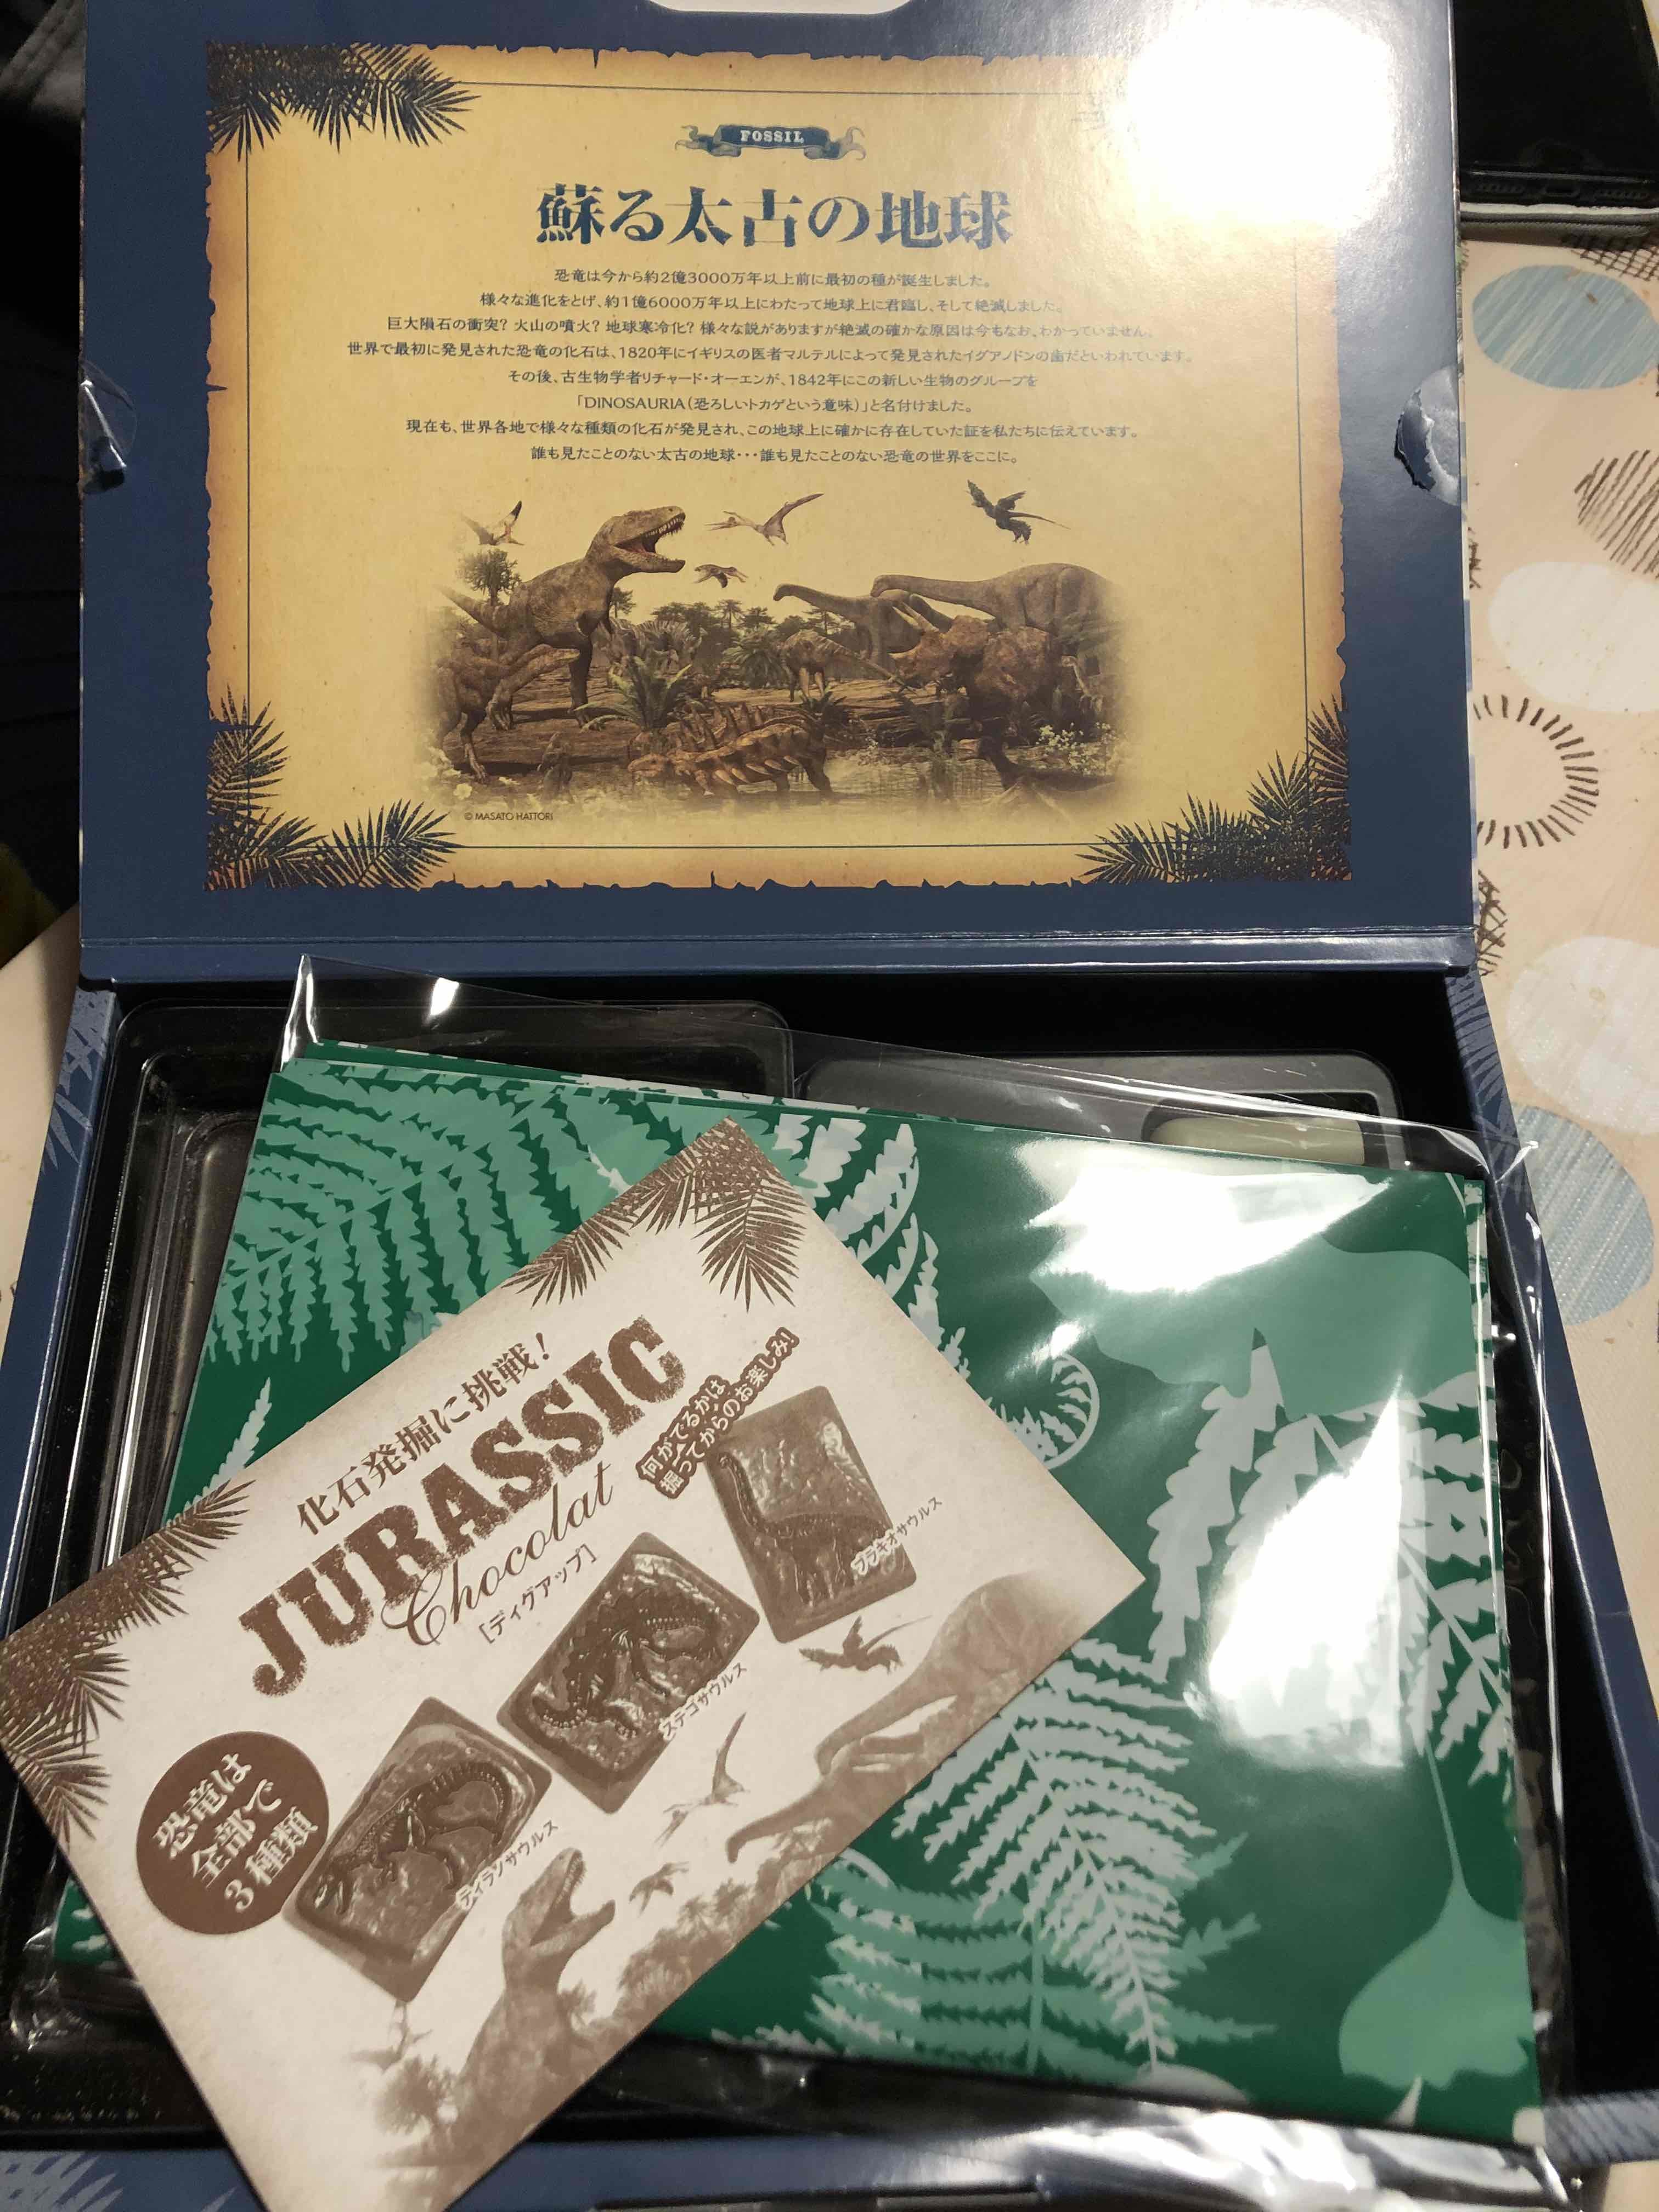 FOSSIL
蘇る太古の地球
恐竜は今から約2億3000万年以上前に最初の種が誕生しました。
様々な進化をとげ、約1億6000万年以上にわたって地球上に君臨し、そして絶滅しました。
巨大隕石の衝突? 火山の噴火? 地球寒冷化? 様々な説がありますが絶滅の確かな原因は今もなお、わかっていません。
世界で最初に発見された恐竜の化石は、1820年にイギリスの医者マルテルによって発見されたイグアノドンの歯だといわれています。
その後、古生物学者リチャード・オーエンが、1842年にこの新しい生物のグループを
「DINOSAURIA(恐ろしいトカゲという意味)」と名付けました。
現在も、世界各地で様々な種類の化石が発見され、この地球上に確かに存在していた証を私たちに伝えています。
誰も見たことのない太古の地球・・・誰も見たことのない恐竜の世界をここに。
© MASATO HATTORI
化石発掘に挑戦!
JURASSIC
Chocolat
[ディグアップ]
何がでるかは
掘ってからのお楽しみ!
ブラキオサウルス
ステゴサウルス
ティラノサウルス
恐竜は
全部で
3種類